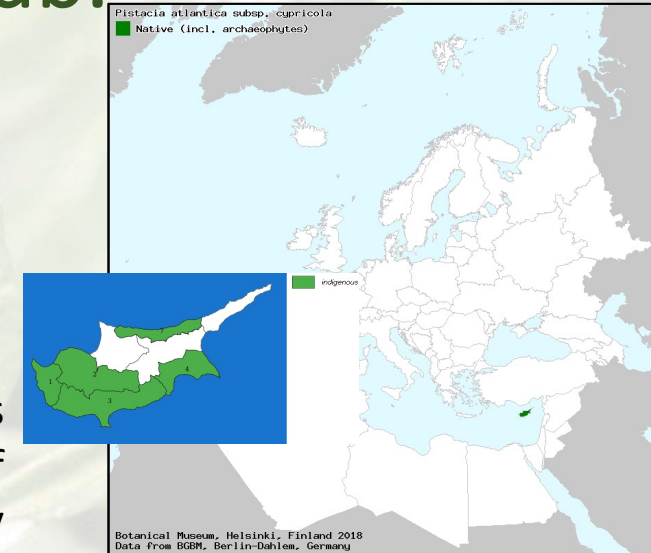 Pistacia atlantica subsp. cypricola
Native (incl. archaeophytes)
indigenous
1
2
3
4
7
Botanical Museum, Helsinki, Finland 2018
Data from BGBM, Berlin-Dahlem, Germany